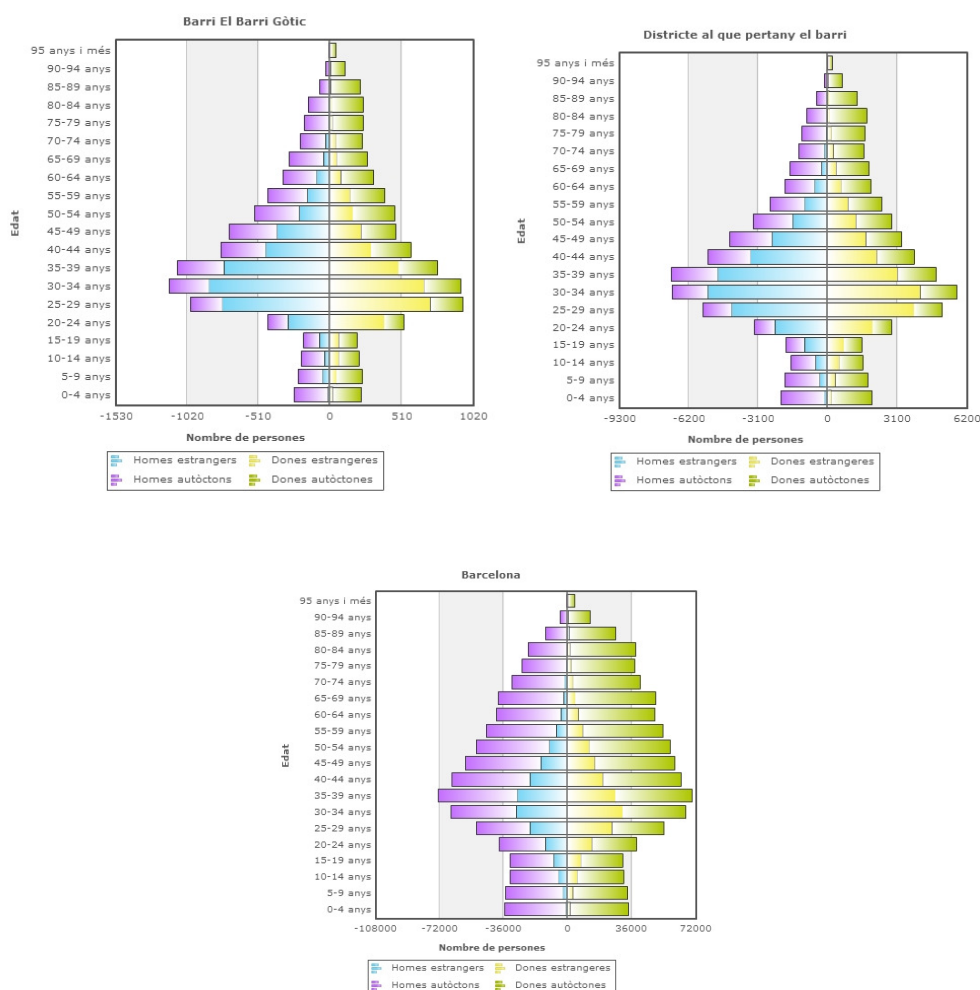 Barri El Barri Gòtic
95 anys i més
90-94 anys
85-89 anys
80-84 anys
75-79 anys
70-74 anys
65-69 anys
60-64 anys
55-59 anys
50-54 anys
45-49 anys
40-44 anys
35-39 anys
30-34 anys
25-29 anys
20-24 anys
15-19 anys
10-14 anys
5-9 anys
0-4 anys
Edat
-1530 -1020 -510 0 510 1020
Nombre de persones
Homes estrangers Dones estrangeres
Homes autòctons Dones autòctones
Districte al que pertany el barri
95 anys i més
90-94 anys
85-89 anys
80-84 anys
75-79 anys
70-74 anys
65-69 anys
60-64 anys
55-59 anys
50-54 anys
45-49 anys
40-44 anys
35-39 anys
30-34 anys
25-29 anys
20-24 anys
15-19 anys
10-14 anys
5-9 anys
0-4 anys
Edat
-9300 -6200 -3100 0 3100 6200
Nombre de persones
Homes estrangers Dones estrangeres
Homes autòctons Dones autòctones
Barcelona
95 anys i més
90-94 anys
85-89 anys
80-84 anys
75-79 anys
70-74 anys
65-69 anys
60-64 anys
55-59 anys
50-54 anys
45-49 anys
40-44 anys
35-39 anys
30-34 anys
25-29 anys
20-24 anys
15-19 anys
10-14 anys
5-9 anys
0-4 anys
Edat
-108000 -72000 -36000 0 36000 72000
Nombre de persones
Homes estrangers Dones estrangeres
Homes autòctons Dones autòctones